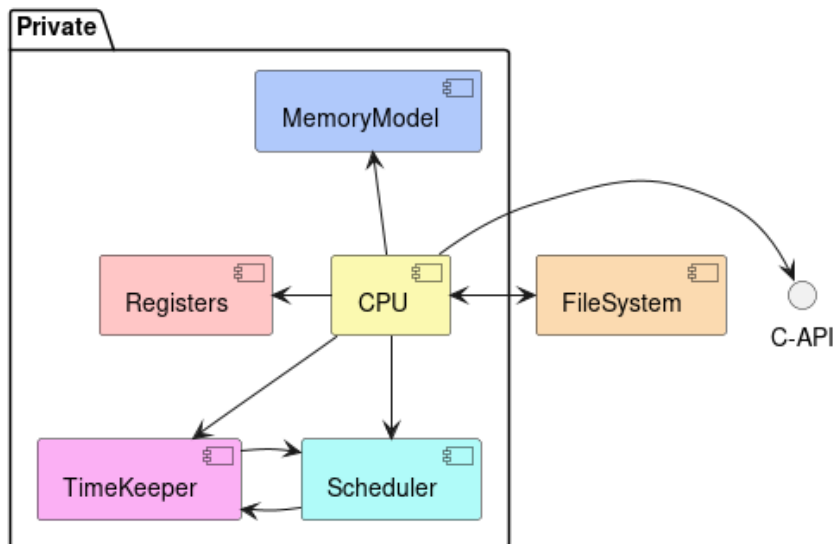 Private
MemoryModel
Registers
CPU
FileSystem
C-API
TimeKeeper
Scheduler